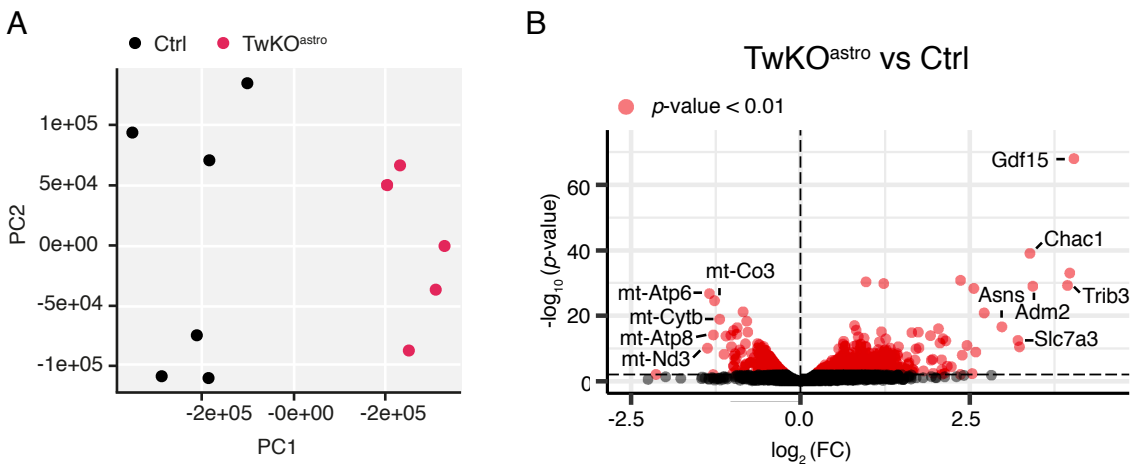 A
Ctrl TwKOastro
1e+05
5e+04
0e+00
-5e+04
-1e+05
PC2
-2e+05 -0e+00 -2e+05
PC1
B
TwKOastro vs Ctrl
p-value < 0.01
Gdf15
60
Chac1
40
mt-Co3
mt-Atp6
Asns
Trib3
Adm2
20
mt-Cytb
mt-Atp8
Slc7a3
mt-Nd3
0
-log10 (p-value)
-2.5 0.0 2.5
log2 (FC)